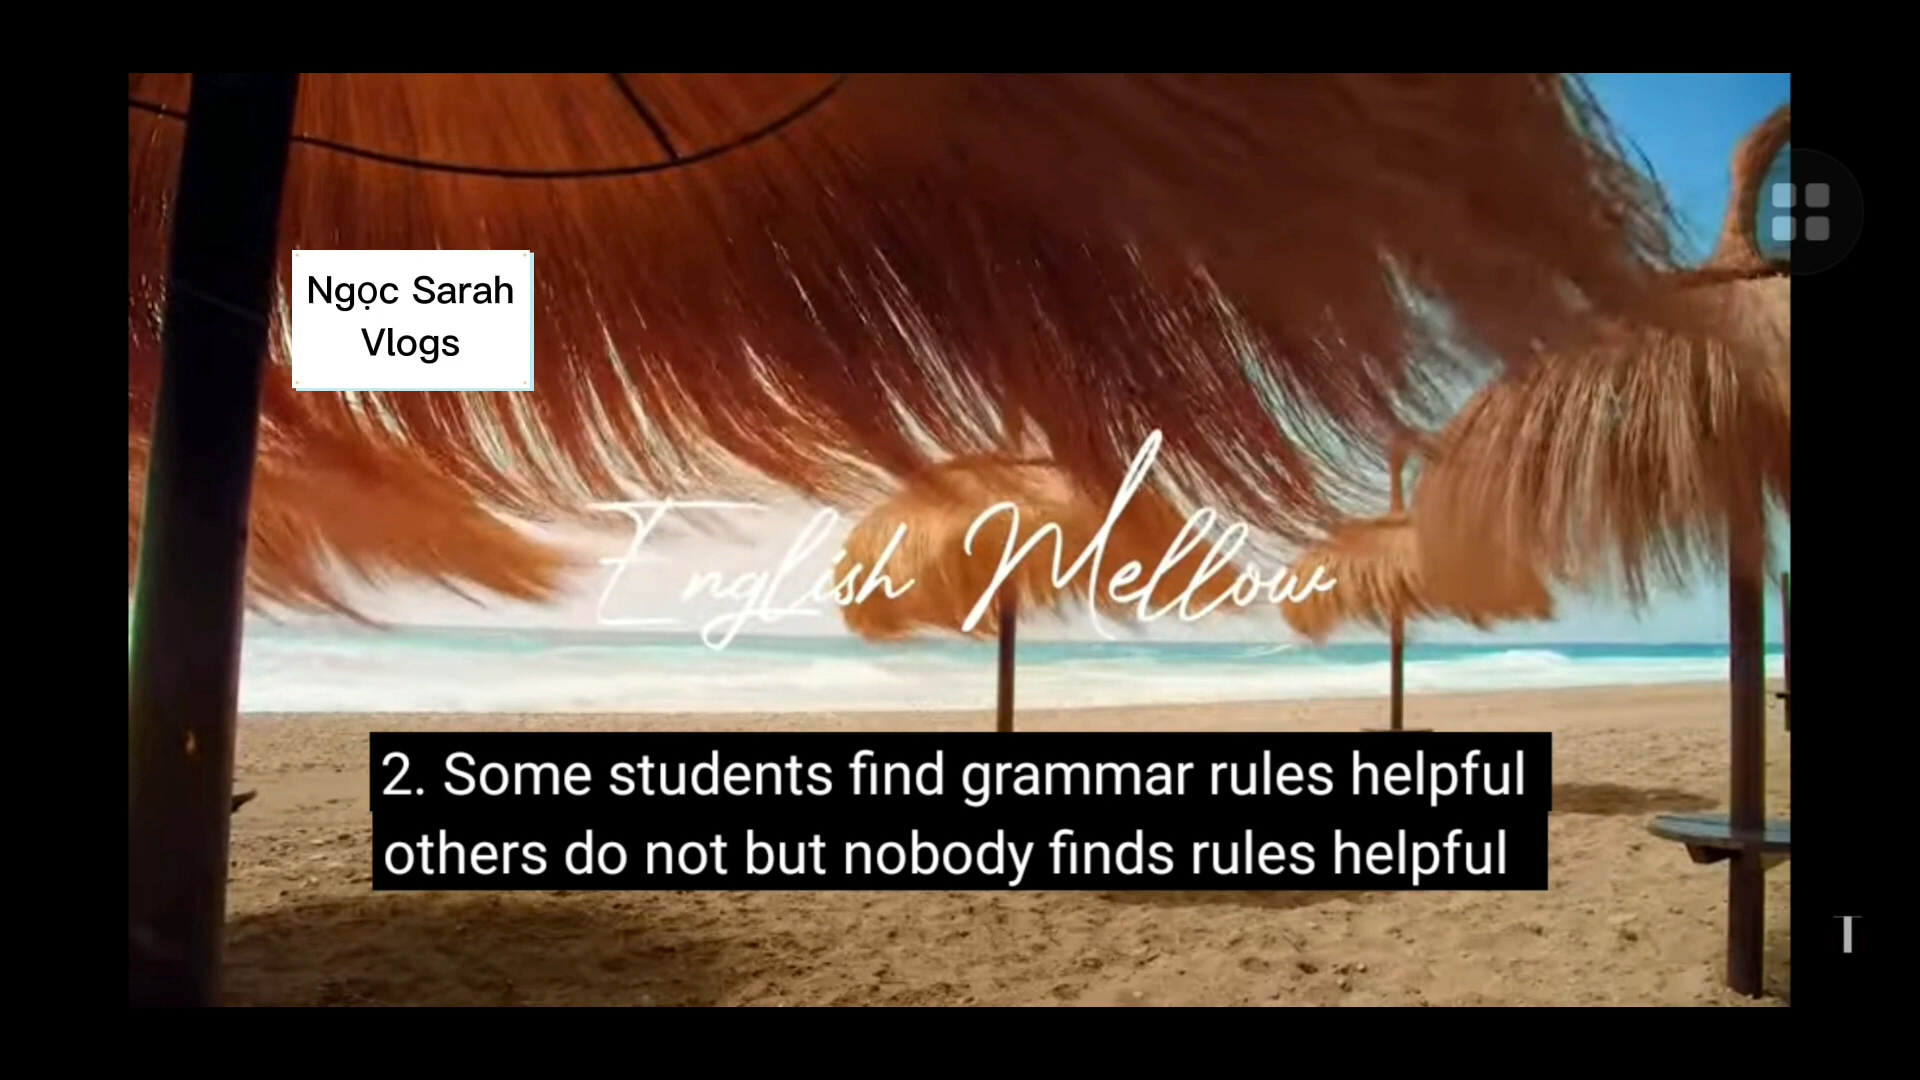 Ngọc Sarah
Vlogs
English Mellow
2. Some students find grammar rules helpful
others do not but nobody finds rules helpful